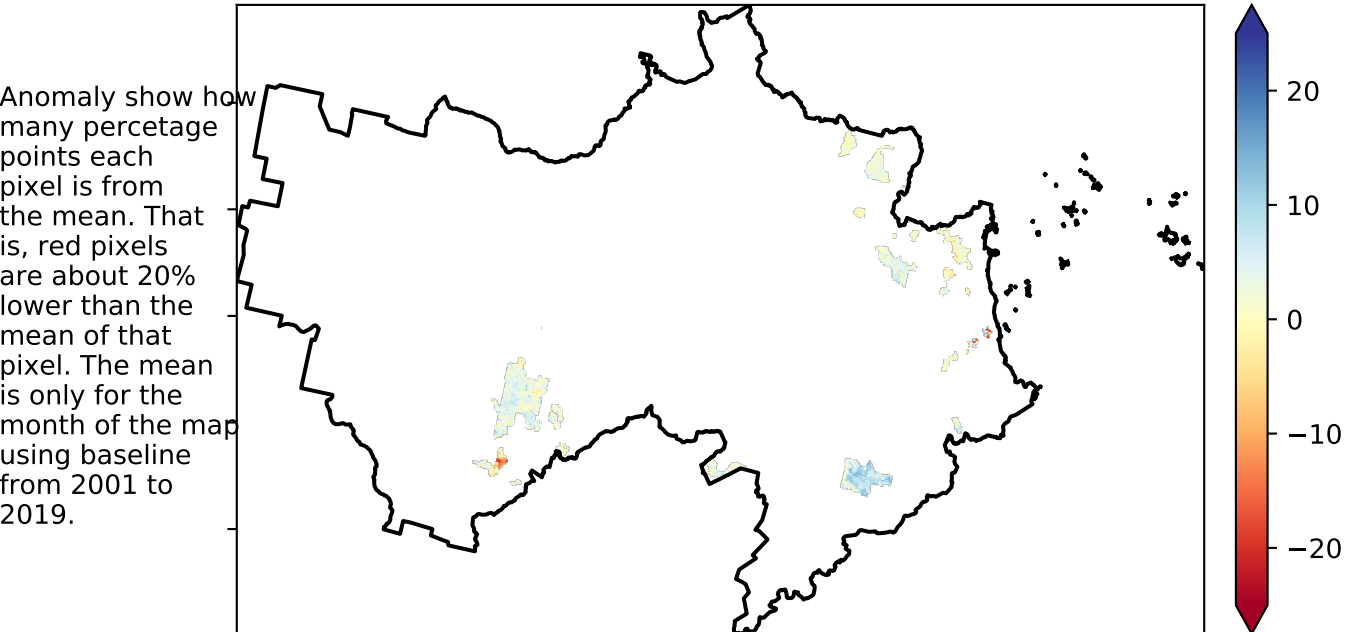 Anomaly show how
many percetage
points each
pixel is from
the mean. That
is, red pixels
are about 20%
lower than the
mean of that
pixel. The mean
is only for the
month of the map
using baseline
from 2001 to
2019.
20
10
0
−10
−20